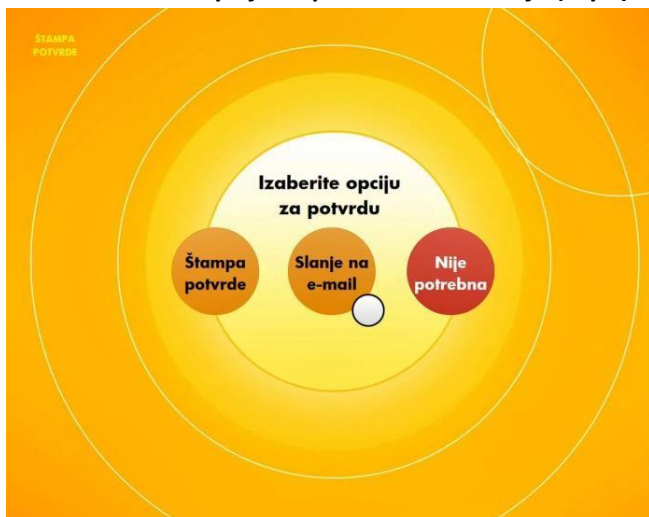 ŠTAMPA
POTVRDE
Izaberite opciju
za potvrdu
Štampa
potvrde
Slanje na
e-mail
Nije
potrebna